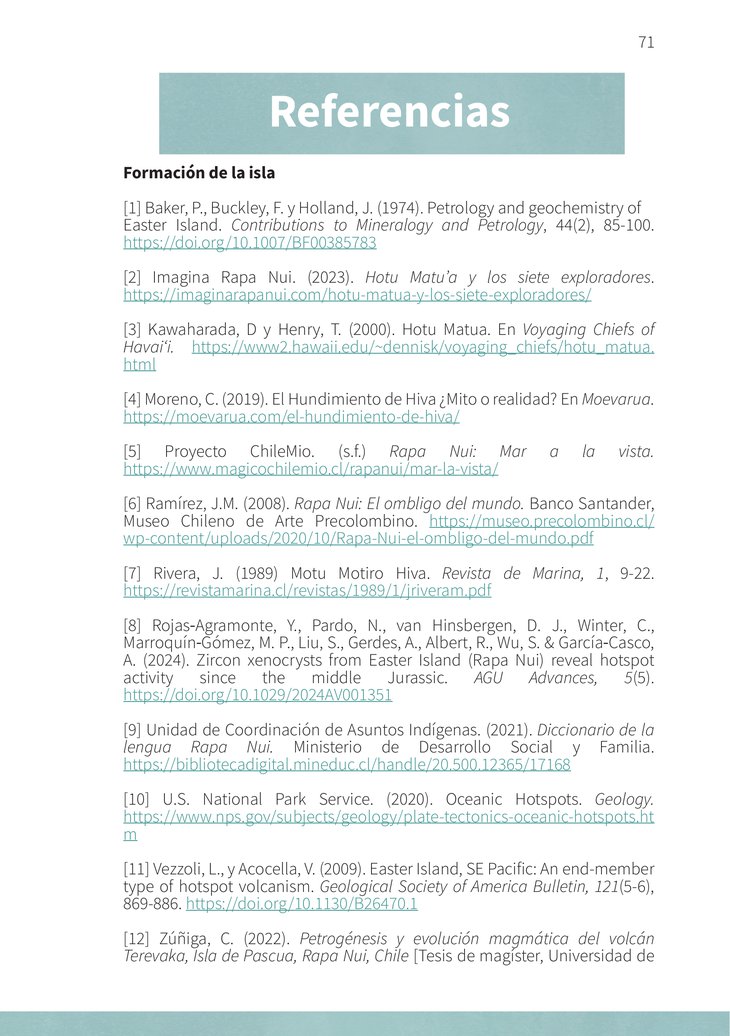 71
Referencias
Formación de la isla
[1] Baker, P., Buckley, F. y Holland, J. (1974). Petrology and geochemistry of
Easter Island. Contributions to Mineralogy and Petrology, 44(2), 85-100.
https://doi.org/10.1007/BF00385783
[2] Imagina Rapa Nui. (2023). Hotu Matu’a y los siete exploradores.
https://imaginarapanui.com/hotu-matua-y-los-siete-exploradores/
[3] Kawaharada, D y Henry, T. (2000). Hotu Matua. En Voyaging Chiefs of
Havai‘i. https://www2.hawaii.edu/~dennisk/voyaging_chiefs/hotu_matua.
html
[4] Moreno, C. (2019). El Hundimiento de Hiva ¿Mito o realidad? En Moevarua.
https://moevarua.com/el-hundimiento-de-hiva/
[5] Proyecto ChileMio. (s.f.) Rapa Nui: Mar a la vista.
https://www.magicochilemio.cl/rapanui/mar-la-vista/
[6] Ramírez, J.M. (2008). Rapa Nui: El ombligo del mundo. Banco Santander,
Museo Chileno de Arte Precolombino. https://museo.precolombino.cl/
wp-content/uploads/2020/10/Rapa-Nui-el-ombligo-del-mundo.pdf
[7] Rivera, J. (1989) Motu Motiro Hiva. Revista de Marina, 1, 9-22.
https://revistamarina.cl/revistas/1989/1/jriveram.pdf
[8] Rojas-Agramonte, Y., Pardo, N., van Hinsbergen, D. J., Winter, C.,
Marroquín-Gómez, M. P., Liu, S., Gerdes, A., Albert, R., Wu, S. & García-Casco,
A. (2024). Zircon xenocrysts from Easter Island (Rapa Nui) reveal hotspot
activity since the middle Jurassic. AGU Advances, 5(5).
https://doi.org/10.1029/2024AV001351
[9] Unidad de Coordinación de Asuntos Indígenas. (2021). Diccionario de la
lengua Rapa Nui. Ministerio de Desarrollo Social y Familia.
https://bibliotecadigital.mineduc.cl/handle/20.500.12365/17168
[10] U.S. National Park Service. (2020). Oceanic Hotspots. Geology.
https://www.nps.gov/subjects/geology/plate-tectonics-oceanic-hotspots.ht
m
[11] Vezzoli, L., y Acocella, V. (2009). Easter Island, SE Pacific: An end-member
type of hotspot volcanism. Geological Society of America Bulletin, 121(5-6),
869-886. https://doi.org/10.1130/B26470.1
[12] Zúñiga, C. (2022). Petrogénesis y evolución magmática del volcán
Terevaka, Isla de Pascua, Rapa Nui, Chile [Tesis de magíster, Universidad de